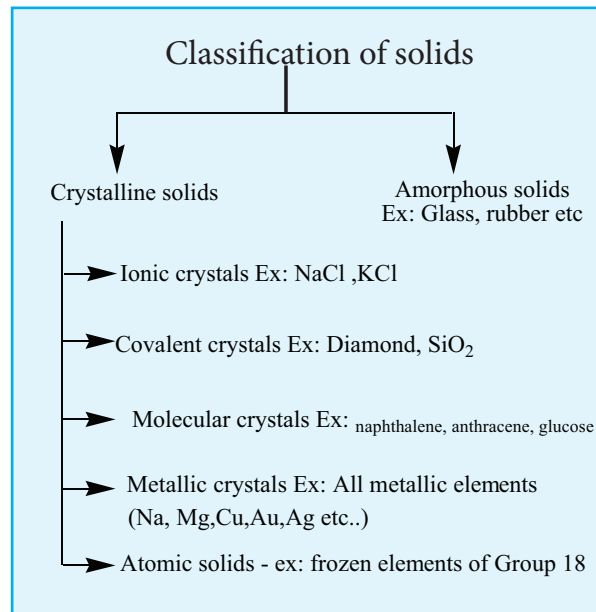 Classification of solids
Crystalline solids
Amorphous solids
Ex: Glass, rubber etc
Ionic crystals Ex: NaCl ,KCl
Covalent crystals Ex: Diamond, SiO₂
Molecular crystals Ex: naphthalene, anthracene, glucose
Metallic crystals Ex: All metallic elements
(Na, Mg,Cu,Au,Ag etc..)
Atomic solids - ex: frozen elements of Group 18